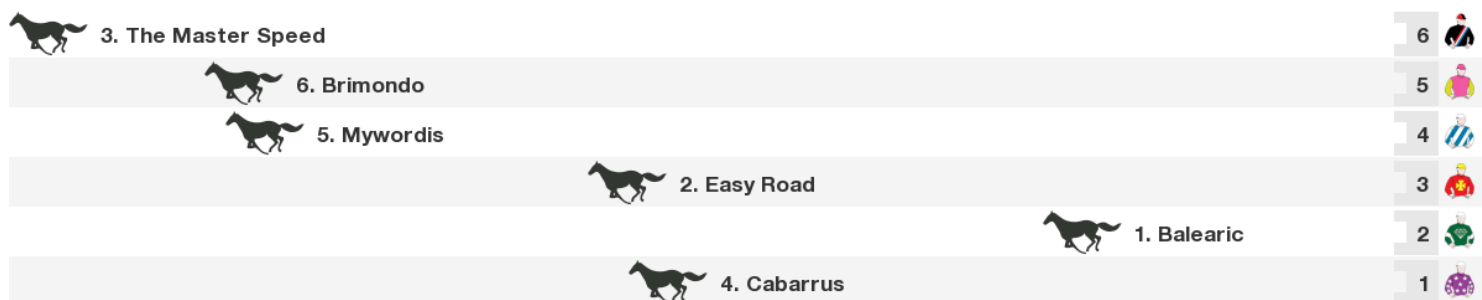 3. The Master Speed 6
6. Brimondo 5
5. Mywordis 4
2. Easy Road 3
1. Balearic 2
4. Cabarrus 1